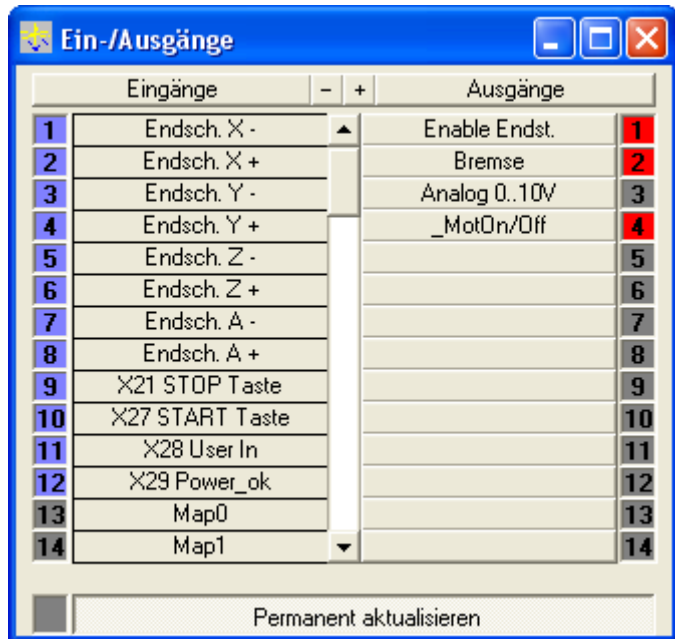 Ein-/Ausgänge
Eingänge - + Ausgänge
1 Endsch. X - Enable Endst. 1
2 Endsch. X + Bremse 2
3 Endsch. Y - Analog 0..10V 3
4 Endsch. Y + _MotOn/Off 4
5 Endsch. Z - 5
6 Endsch. Z + 6
7 Endsch. A - 7
8 Endsch. A + 8
9 X21 STOP Taste 9
10 X27 START Taste 10
11 X28 User In 11
12 X29 Power_ok 12
13 Map0 13
14 Map1 14
Permanent aktualisieren